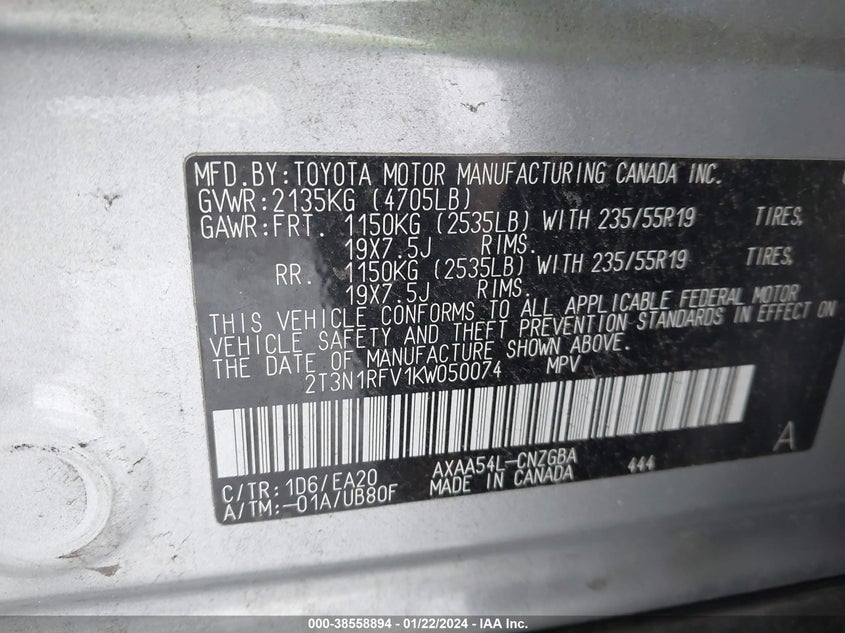 MFD.BY:TOYOTA MOTOR MANUFACTURING CANADA INC.
GVWR:2135KG (4705LB)
GAWR:FRT. 1150KG (2535LB) WITH 235/55R19 TIRES,
19X7.5J RIMS.
RR. 1150KG (2535LB) WITH 235/55R19 TIRES,
19X7.5J RIMS.
THIS VEHICLE CONFORMS TO ALL APPLICABLE FEDERAL MOTOR
VEHICLE SAFETY AND THEFT PREVENTION STANDARDS IN EFFECT ON
THE DATE OF MANUFACTURE SHOWN ABOVE.
2T3N1RFV1KW050074 MPV
A
C/TR:1D6/EA20 AXAA54L-CNZGBA 444
A/TM:-01A/UB80F MADE IN CANADA
000-38558894 / 01/22/2024 - IAA Inc.